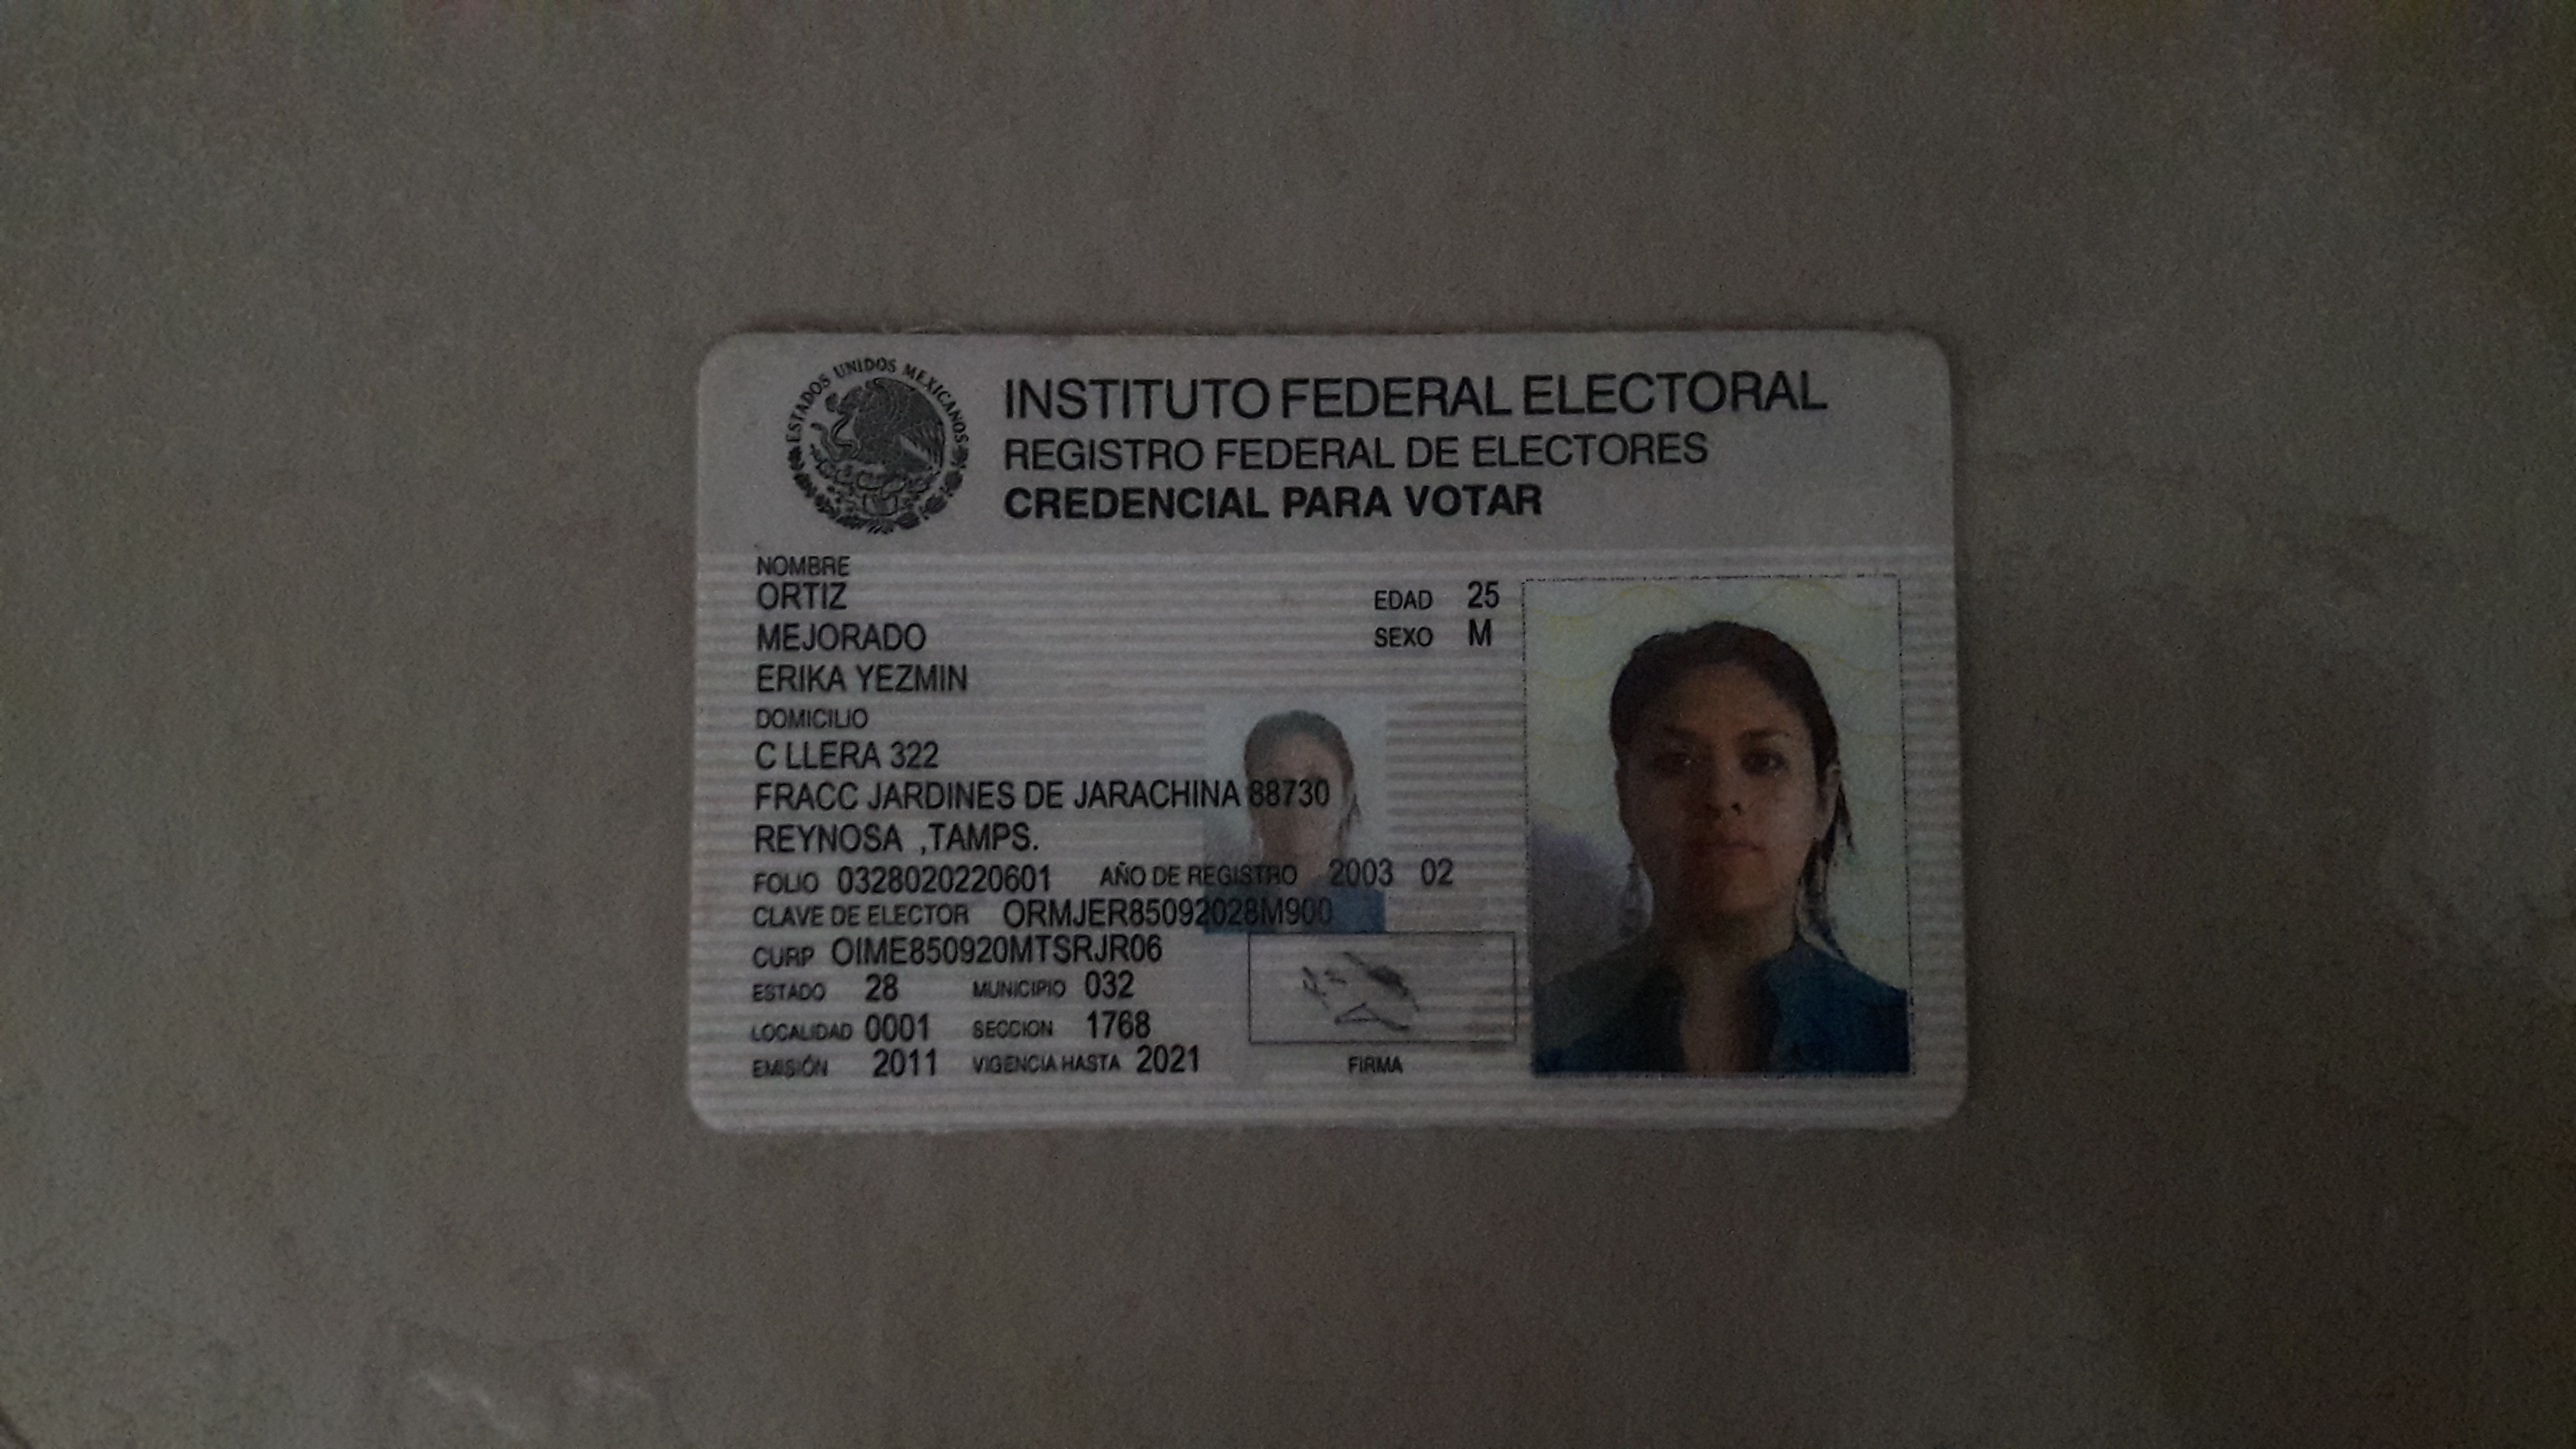 ESTADOS UNIDOS MEXICANOS
INSTITUTO FEDERAL ELECTORAL
REGISTRO FEDERAL DE ELECTORES
CREDENCIAL PARA VOTAR
NOMBRE
ORTIZ
MEJORADO
ERIKA YEZMIN
EDAD 25
SEXO M
DOMICILIO
C LLERA 322
FRACC JARDINES DE JARACHINA 88730
REYNOSA ,TAMPS.
FOLIO 0328020220601 AÑO DE REGISTRO 2003 02
CLAVE DE ELECTOR ORMJER85092028M900
CURP OIME850920MTSRJR06
ESTADO 28 MUNICIPIO 032
LOCALIDAD 0001 SECCION 1768
EMISIÓN 2011 VIGENCIA HASTA 2021
FIRMA